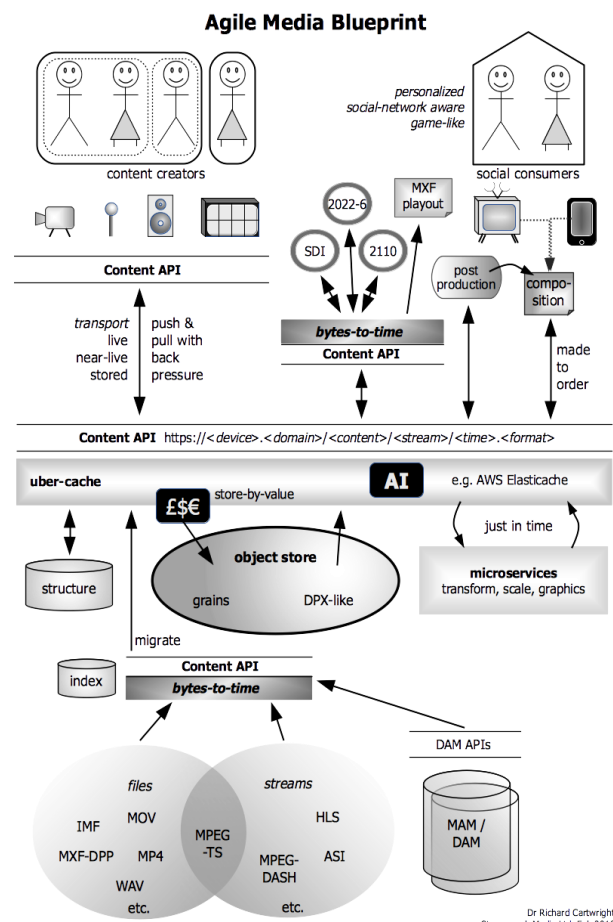 Agile Media Blueprint
content creators
personalized
social-network aware
game-like
social consumers
2022-6
SDI
2110
MXF
playout
post
production
compo-
sition
Content API
transport
live
near-live
stored
push &
pull with
back
pressure
bytes-to-time
Content API
made
to
order
Content API https://<device>.<domain>/<content>/<stream>/<time>.<format>
uber-cache
£$€
store-by-value
AI
e.g. AWS Elasticache
just in time
structure
object store
grains
DPX-like
microservices
transform, scale, graphics
migrate
index
Content API
bytes-to-time
DAM APIs
files
IMF
MOV
MXF-DPP
MP4
WAV
etc.
MPEG
-TS
streams
HLS
MPEG-
DASH
ASI
etc.
MAM /
DAM
Dr Richard Cartwright